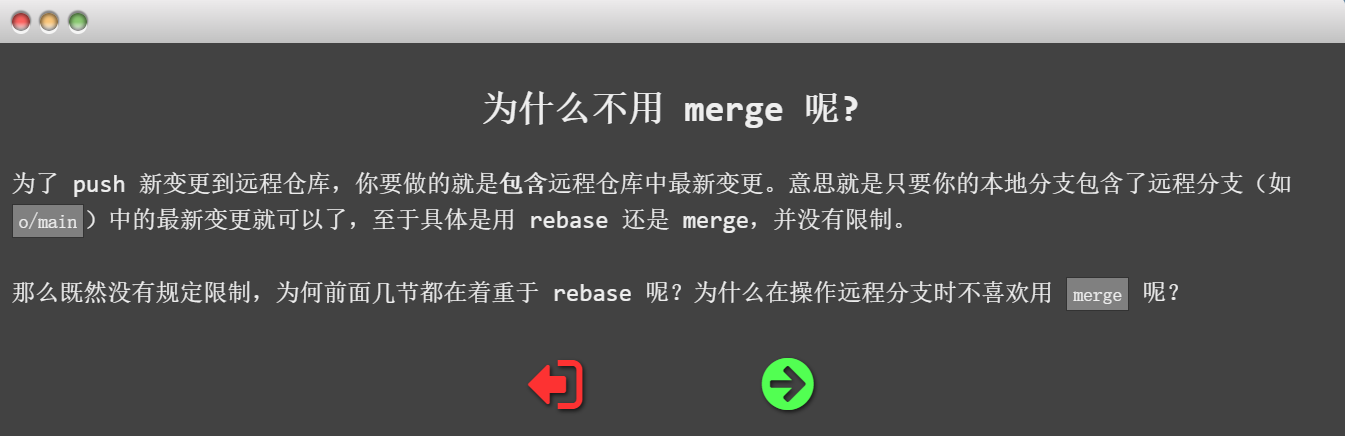 为什么不用 merge 呢?
为了 push 新变更到远程仓库，你要做的就是包含远程仓库中最新变更。意思就是只要你的本地分支包含了远程分支（如
o/main）中的最新变更就可以了，至于具体是用 rebase 还是 merge，并没有限制。
那么既然没有规定限制，为何前面几节都在着重于 rebase 呢？为什么在操作远程分支时不喜欢用 merge 呢？